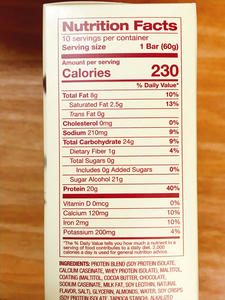 Nutrition Facts
10 servings per container
Serving size 1 Bar (60g)
Amount per serving
Calories 230
% Daily Value*
Total Fat 8g 10%
Saturated Fat 2.5g 13%
Trans Fat 0g
Cholesterol 0mg 0%
Sodium 210mg 9%
Total Carbohydrate 24g 9%
Dietary Fiber 1g 4%
Total Sugars 0g
Includes 0g Added Sugars 0%
Sugar Alcohol 21g
Protein 20g 40%
Vitamin D 0mcg 0%
Calcium 120mg 10%
Iron 2mg 10%
Potassium 200mg 4%
*The % Daily Value tells you how much a nutrient in a
serving of food contributes to a daily diet. 2,000
calories a day is used for general nutrition advice.
INGREDIENTS: PROTEIN BLEND (SOY PROTEIN ISOLATE,
CALCIUM CASEINATE, WHEY PROTEIN ISOLATE), MALTITOL,
COATING (MALTITOL, COCOA BUTTER, CHOCOLATE,
CASEINATE, MILK FAT, SOY LECITHIN, NATURAL
FLAVOR, SALT), GLYCERIN, ALMONDS, WATER, SOY CRISPS
(SOY PROTEIN ISOLATE, TAPIOCA STARCH, ALKALIZED